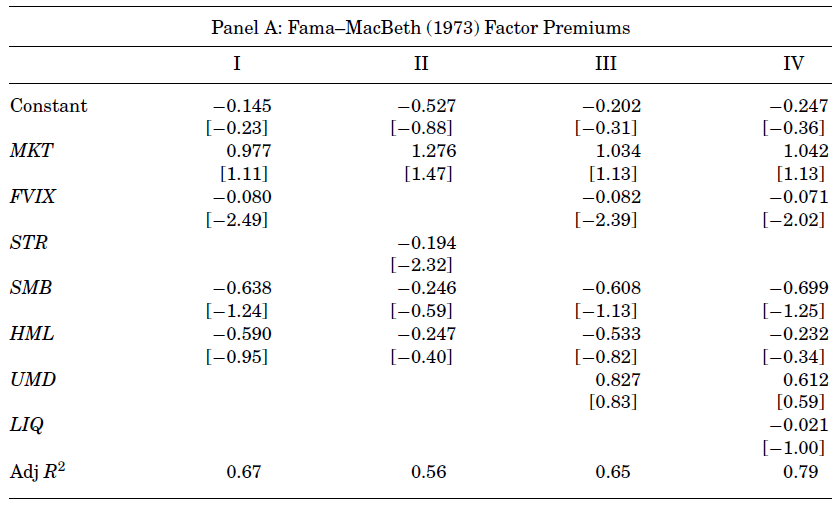 Panel A: Fama–MacBeth (1973) Factor Premiums
I II III IV
Constant −0.145 −0.527 −0.202 −0.247
[−0.23] [−0.88] [−0.31] [−0.36]
MKT 0.977 1.276 1.034 1.042
[1.11] [1.47] [1.13] [1.13]
FVIX −0.080 −0.082 −0.071
[−2.49] [−2.39] [−2.02]
STR −0.194
[−2.32]
SMB −0.638 −0.246 −0.608 −0.699
[−1.24] [−0.59] [−1.13] [−1.25]
HML −0.590 −0.247 −0.533 −0.232
[−0.95] [−0.40] [−0.82] [−0.34]
UMD 0.827 0.612
[0.83] [0.59]
LIQ −0.021
[−1.00]
Adj R² 0.67 0.56 0.65 0.79